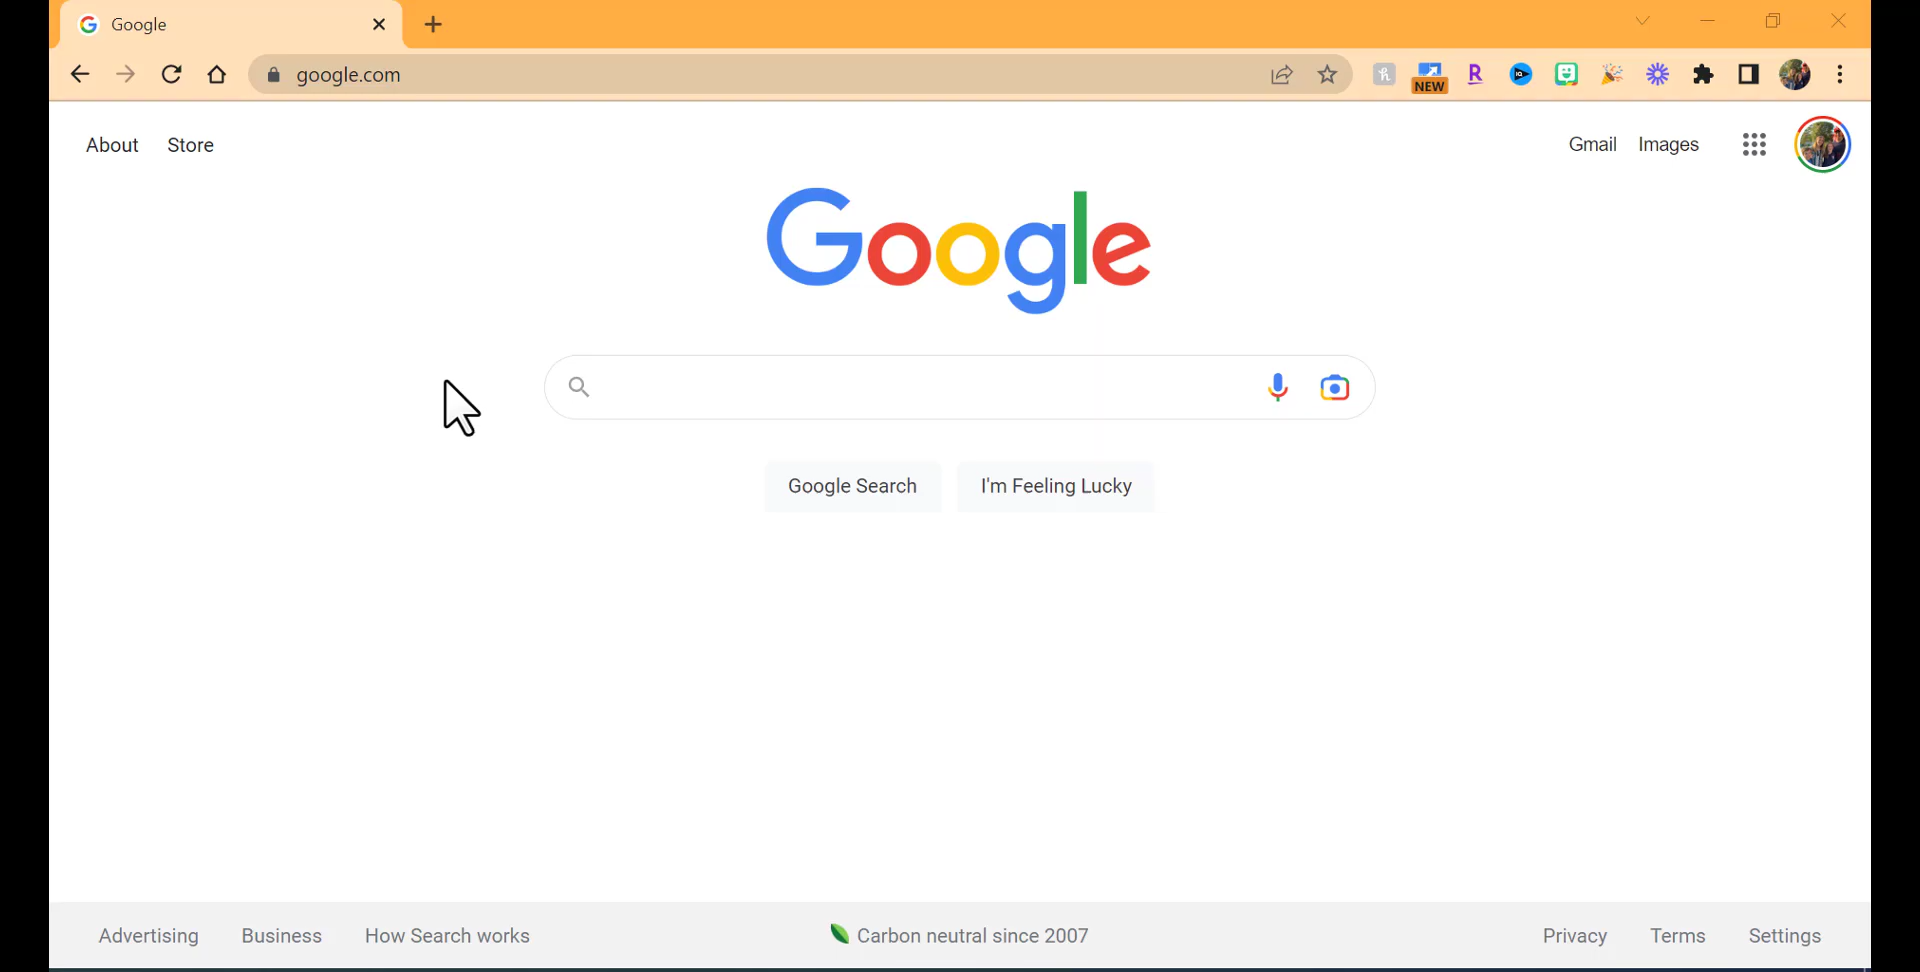 Google
google.com
NEW
R
About Store
Gmail Images
Google
Google Search I'm Feeling Lucky
Advertising Business How Search works
Carbon neutral since 2007
Privacy Terms Settings